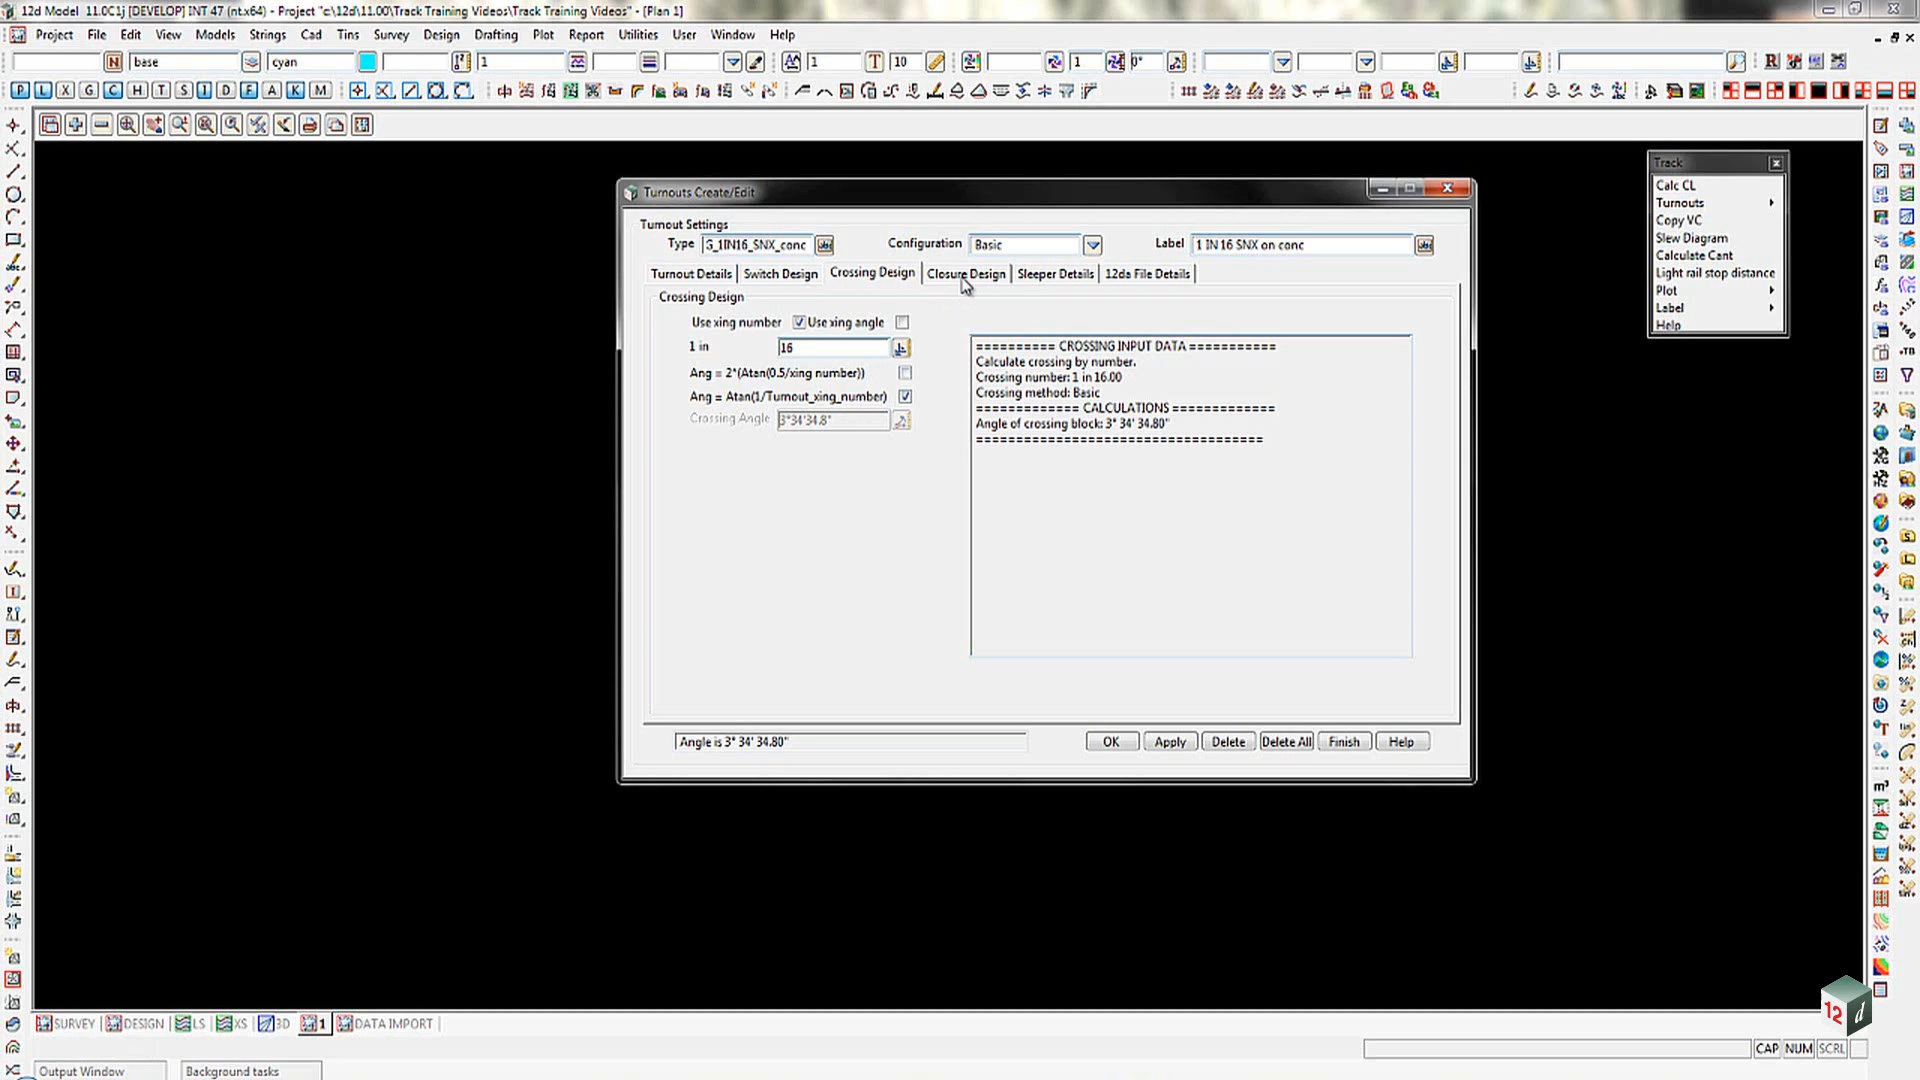 12d Model 11.0C1j [DEVELOP] INT 47 (nt.x64) - Project "c:\12d\11.00\Track Training Videos\Track Training Videos" - [Plan 1]
Project File Edit View Models Strings Cad Tins Survey Design Drafting Plot Report Utilities User Window Help
base cyan 1 1 10 1 0°
P L X G C H T S I D F A K M
Track
Calc CL
Turnouts
Copy VC
Slew Diagram
Calculate Cant
Light rail stop distance
Plot
Label
Help
Turnouts Create/Edit
Turnout Settings
Type G_1IN16_SNX_conc Configuration Basic Label 1 IN 16 SNX on conc
Turnout Details Switch Design Crossing Design Closure Design Sleeper Details 12da File Details
Crossing Design
Use xing number Use xing angle
1 in 16
Ang = 2*(Atan(0.5/xing number))
Ang = Atan(1/Turnout_xing_number)
Crossing Angle 3°34'34.8"
========== CROSSING INPUT DATA ===========
Calculate crossing by number.
Crossing number: 1 in 16.00
Crossing method: Basic
============ CALCULATIONS =============
Angle of crossing block: 3° 34' 34.80"
===================================
Angle is 3° 34' 34.80"
OK Apply Delete Delete All Finish Help
SURVEY DESIGN LS XS 3D 1 DATA IMPORT
12 d
CAP NUM SCRL
Output Window Background tasks